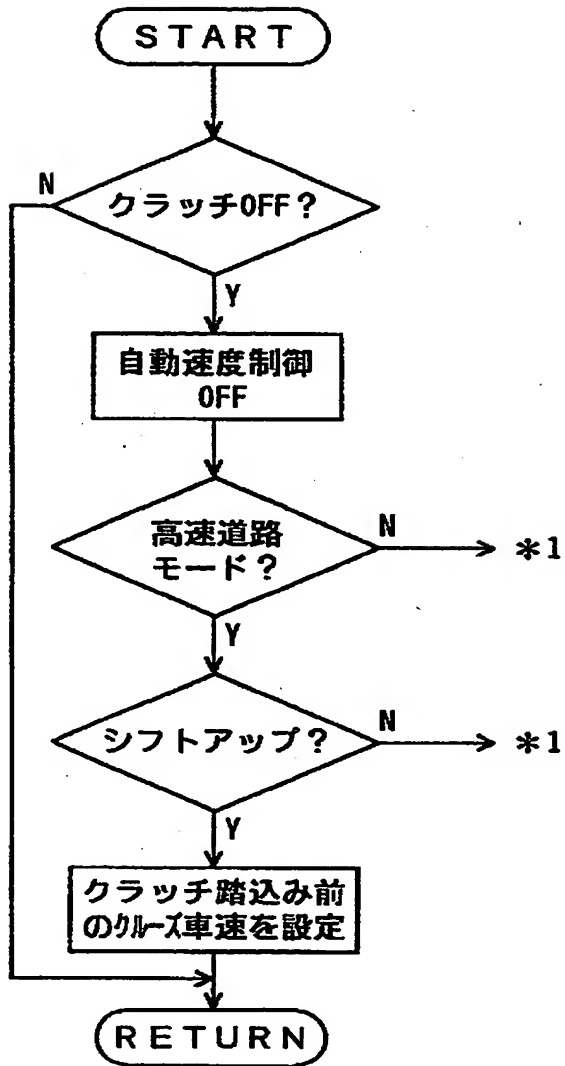 START
N
クラッチOFF？
Y
自動速度制御
OFF
高速道路
モード？
N
＊1
Y
シフトアップ？
N
＊1
Y
クラッチ踏込み前
のクルーズ車速を設定
RETURN